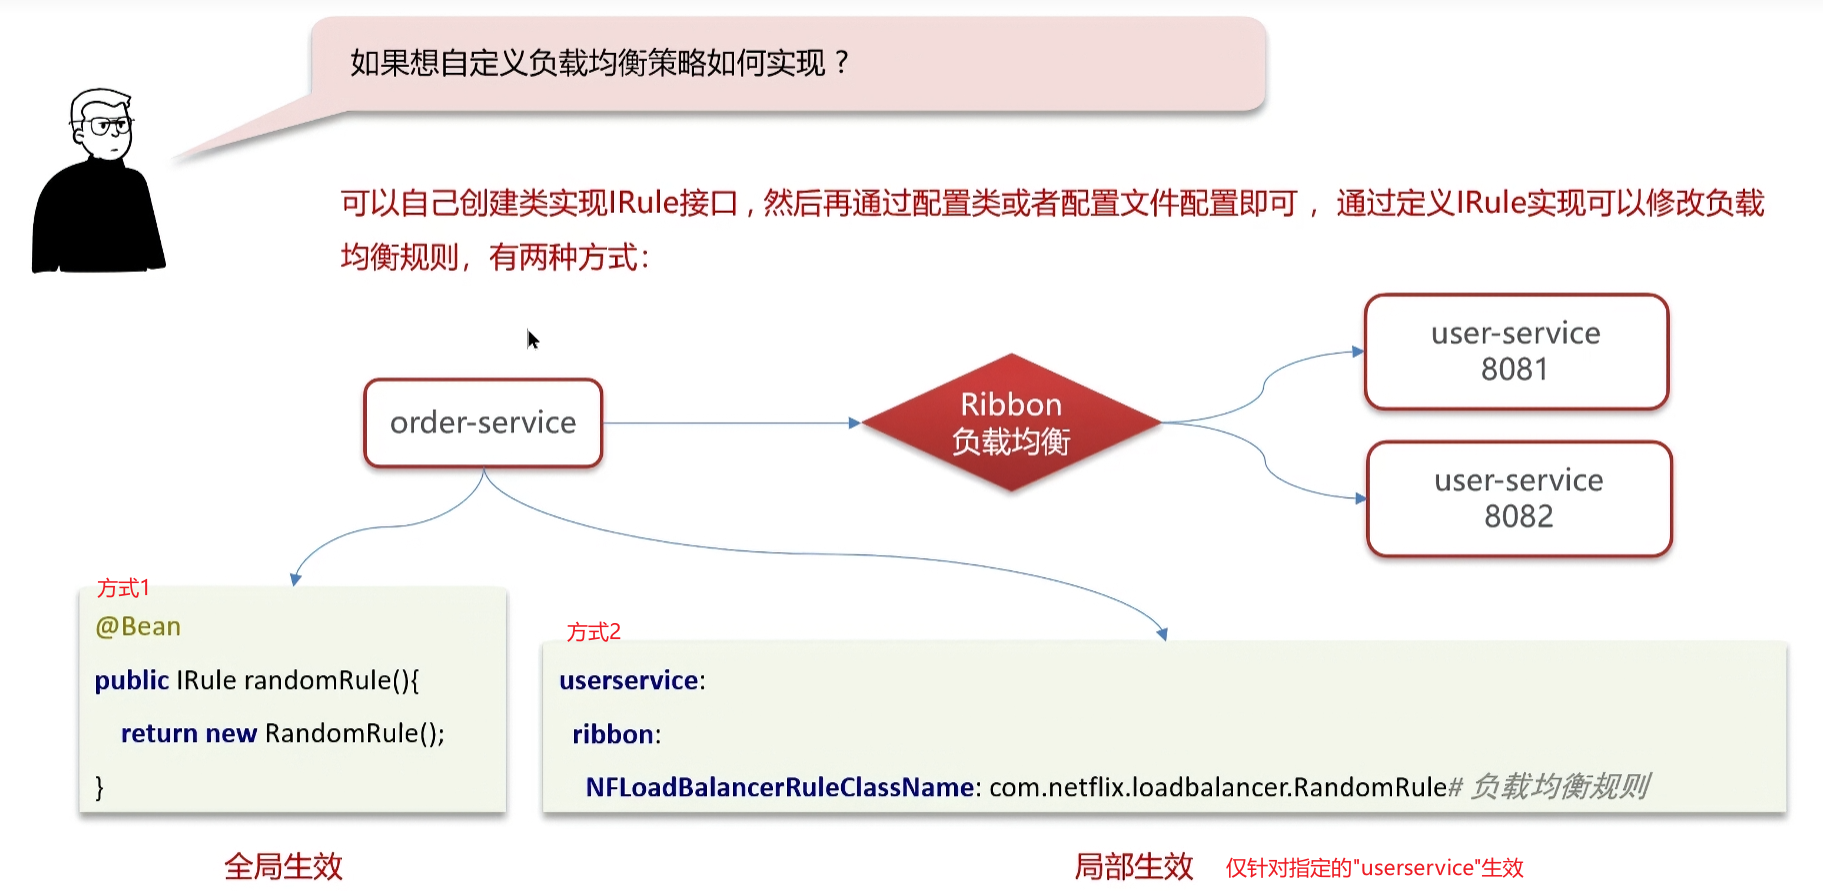 如果想自定义负载均衡策略如何实现？
可以自己创建类实现IRule接口，然后再通过配置类或者配置文件配置即可，通过定义IRule实现可以修改负载
均衡规则，有两种方式：
order-service
Ribbon
负载均衡
user-service
8081
user-service
8082
方式1
@Bean
public IRule randomRule(){
return new RandomRule();
}
全局生效
方式2
userservice:
ribbon:
NFLoadBalancerRuleClassName: com.netflix.loadbalancer.RandomRule# 负载均衡规则
局部生效 仅针对指定的"userservice"生效